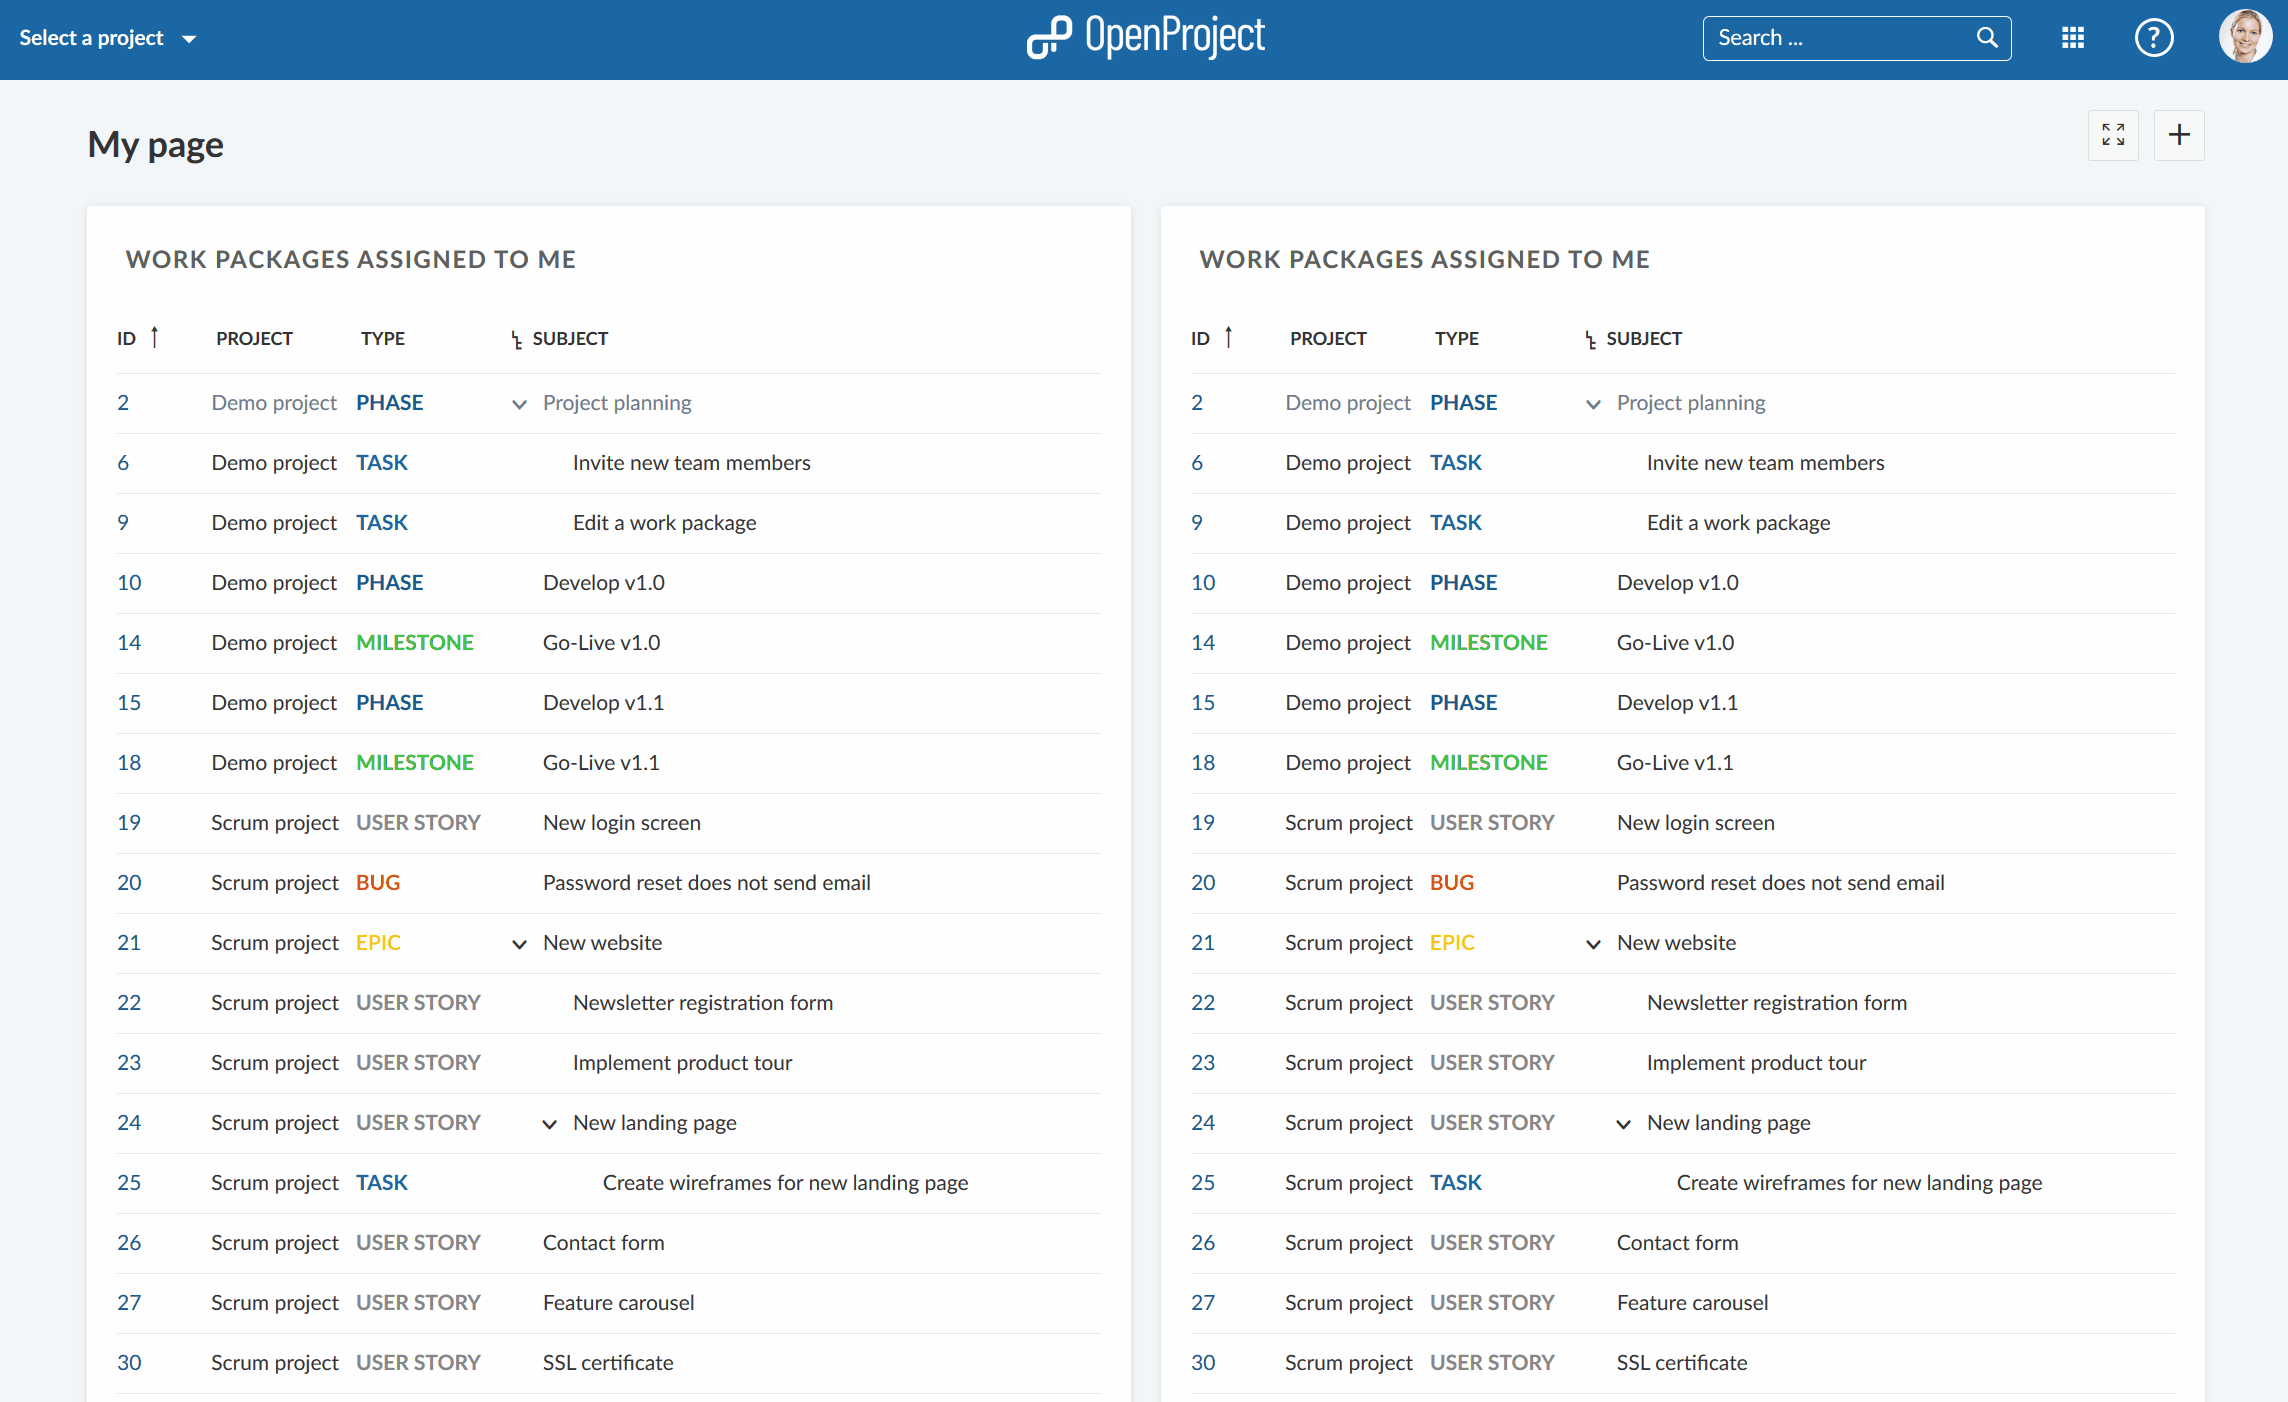 Select a project
OpenProject
Search ...
?
My page
WORK PACKAGES ASSIGNED TO ME
ID PROJECT TYPE SUBJECT
2 Demo project PHASE Project planning
6 Demo project TASK Invite new team members
9 Demo project TASK Edit a work package
10 Demo project PHASE Develop v1.0
14 Demo project MILESTONE Go-Live v1.0
15 Demo project PHASE Develop v1.1
18 Demo project MILESTONE Go-Live v1.1
19 Scrum project USER STORY New login screen
20 Scrum project BUG Password reset does not send email
21 Scrum project EPIC New website
22 Scrum project USER STORY Newsletter registration form
23 Scrum project USER STORY Implement product tour
24 Scrum project USER STORY New landing page
25 Scrum project TASK Create wireframes for new landing page
26 Scrum project USER STORY Contact form
27 Scrum project USER STORY Feature carousel
30 Scrum project USER STORY SSL certificate
WORK PACKAGES ASSIGNED TO ME
ID PROJECT TYPE SUBJECT
2 Demo project PHASE Project planning
6 Demo project TASK Invite new team members
9 Demo project TASK Edit a work package
10 Demo project PHASE Develop v1.0
14 Demo project MILESTONE Go-Live v1.0
15 Demo project PHASE Develop v1.1
18 Demo project MILESTONE Go-Live v1.1
19 Scrum project USER STORY New login screen
20 Scrum project BUG Password reset does not send email
21 Scrum project EPIC New website
22 Scrum project USER STORY Newsletter registration form
23 Scrum project USER STORY Implement product tour
24 Scrum project USER STORY New landing page
25 Scrum project TASK Create wireframes for new landing page
26 Scrum project USER STORY Contact form
27 Scrum project USER STORY Feature carousel
30 Scrum project USER STORY SSL certificate